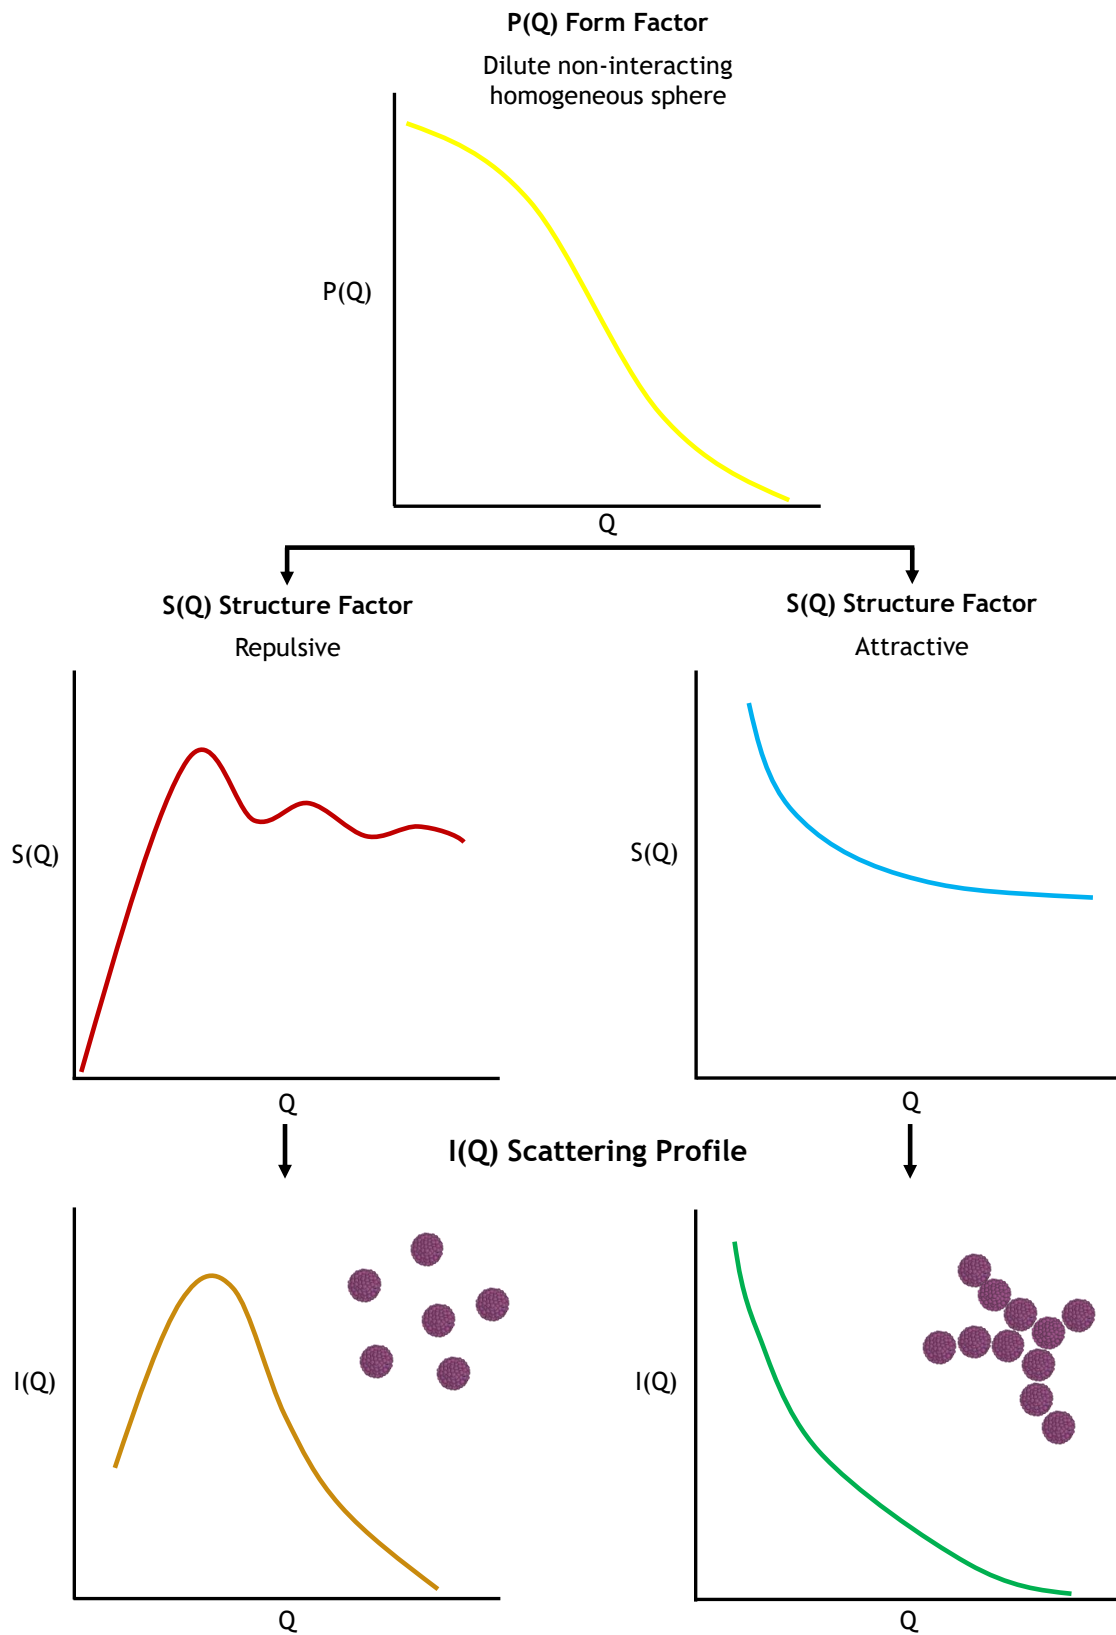 P(Q) Form Factor
Dilute non-interacting
homogeneous sphere
P(Q)
Q
S(Q) Structure Factor
Repulsive
S(Q)
Q
S(Q) Structure Factor
Attractive
S(Q)
Q
I(Q) Scattering Profile
I(Q)
Q
I(Q)
Q